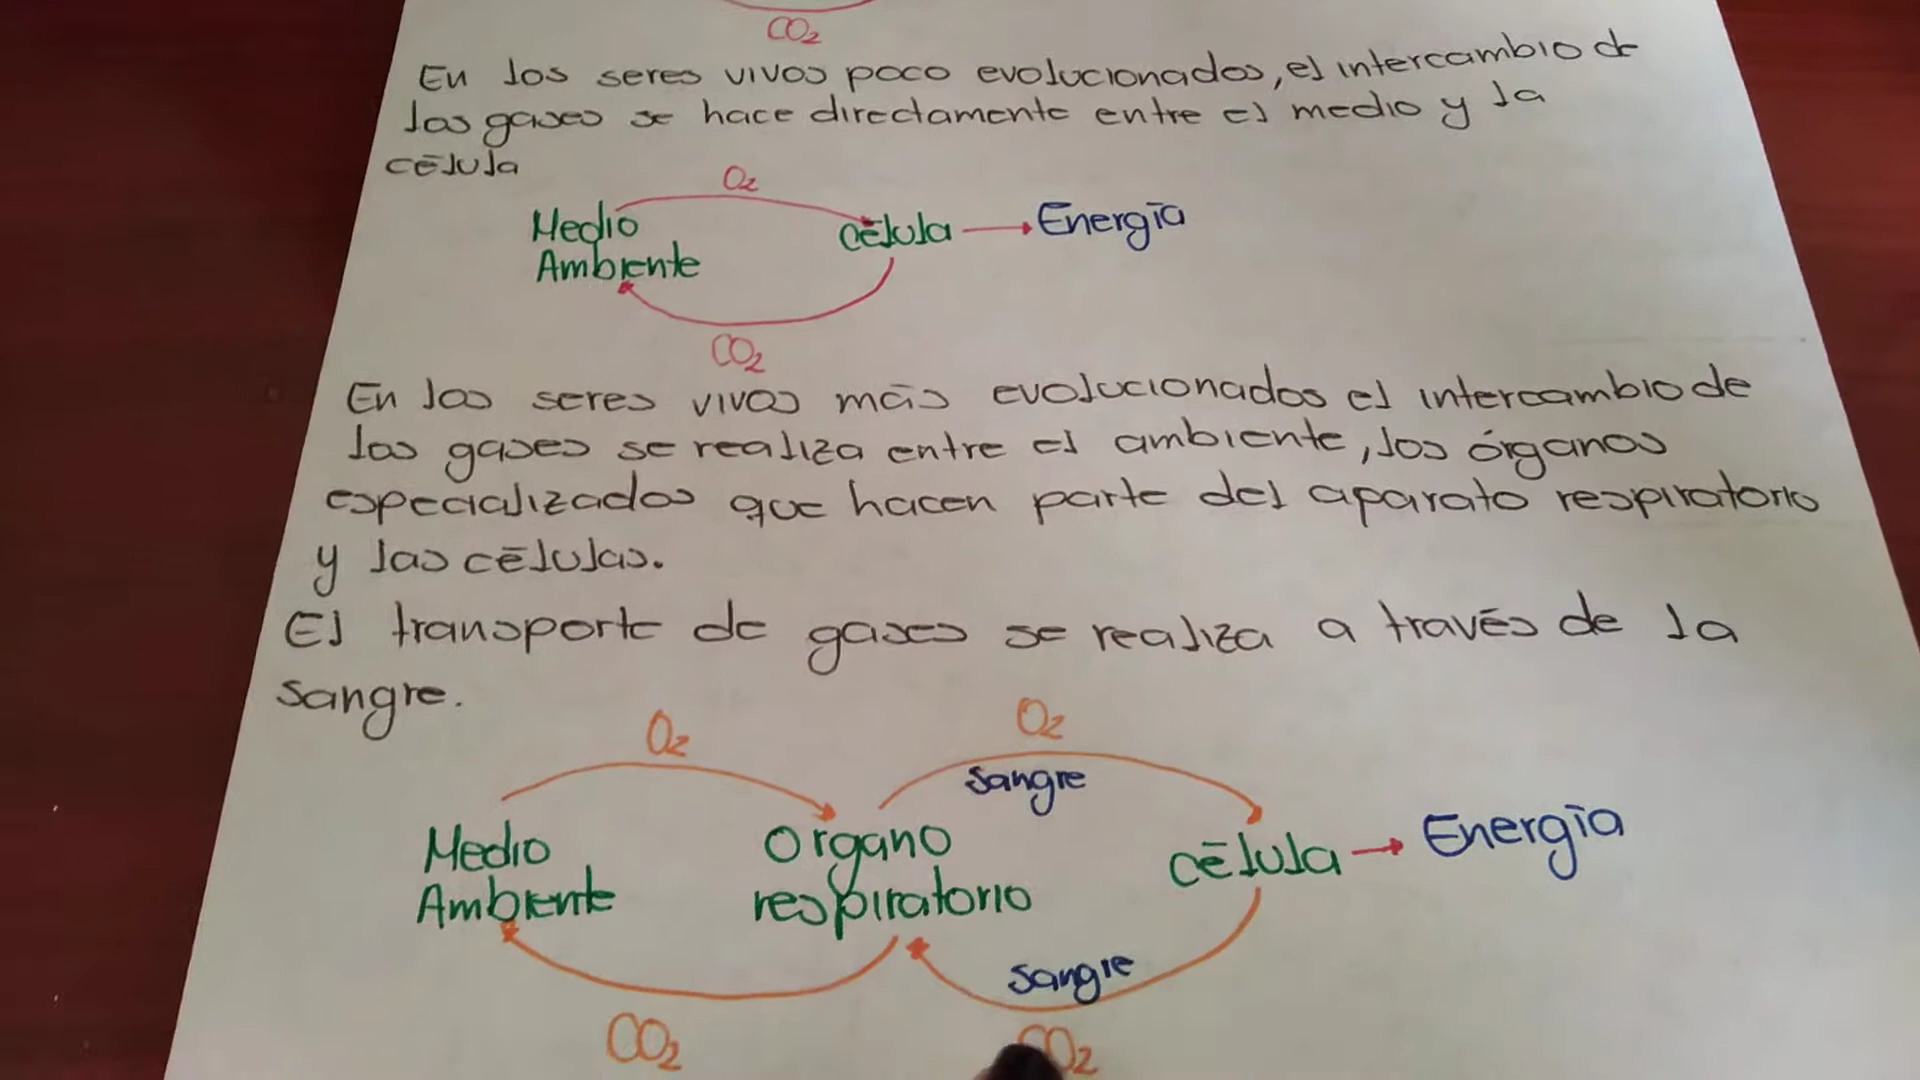 CO2
En los seres vivos poco evolucionados, el intercambio de
los gases se hace directamente entre el medio y la
célula
O2
Medio
Ambiente
célula → Energía
CO2
En los seres vivos más evolucionados el intercambio de
los gases se realiza entre el ambiente, los órganos
especializados que hacen parte del aparato respiratorio
y las células.
El transporte de gases se realiza a través de la
sangre.
O2
O2
sangre
Medio
Ambiente
Organo
respiratorio
célula → Energía
sangre
CO2
CO2